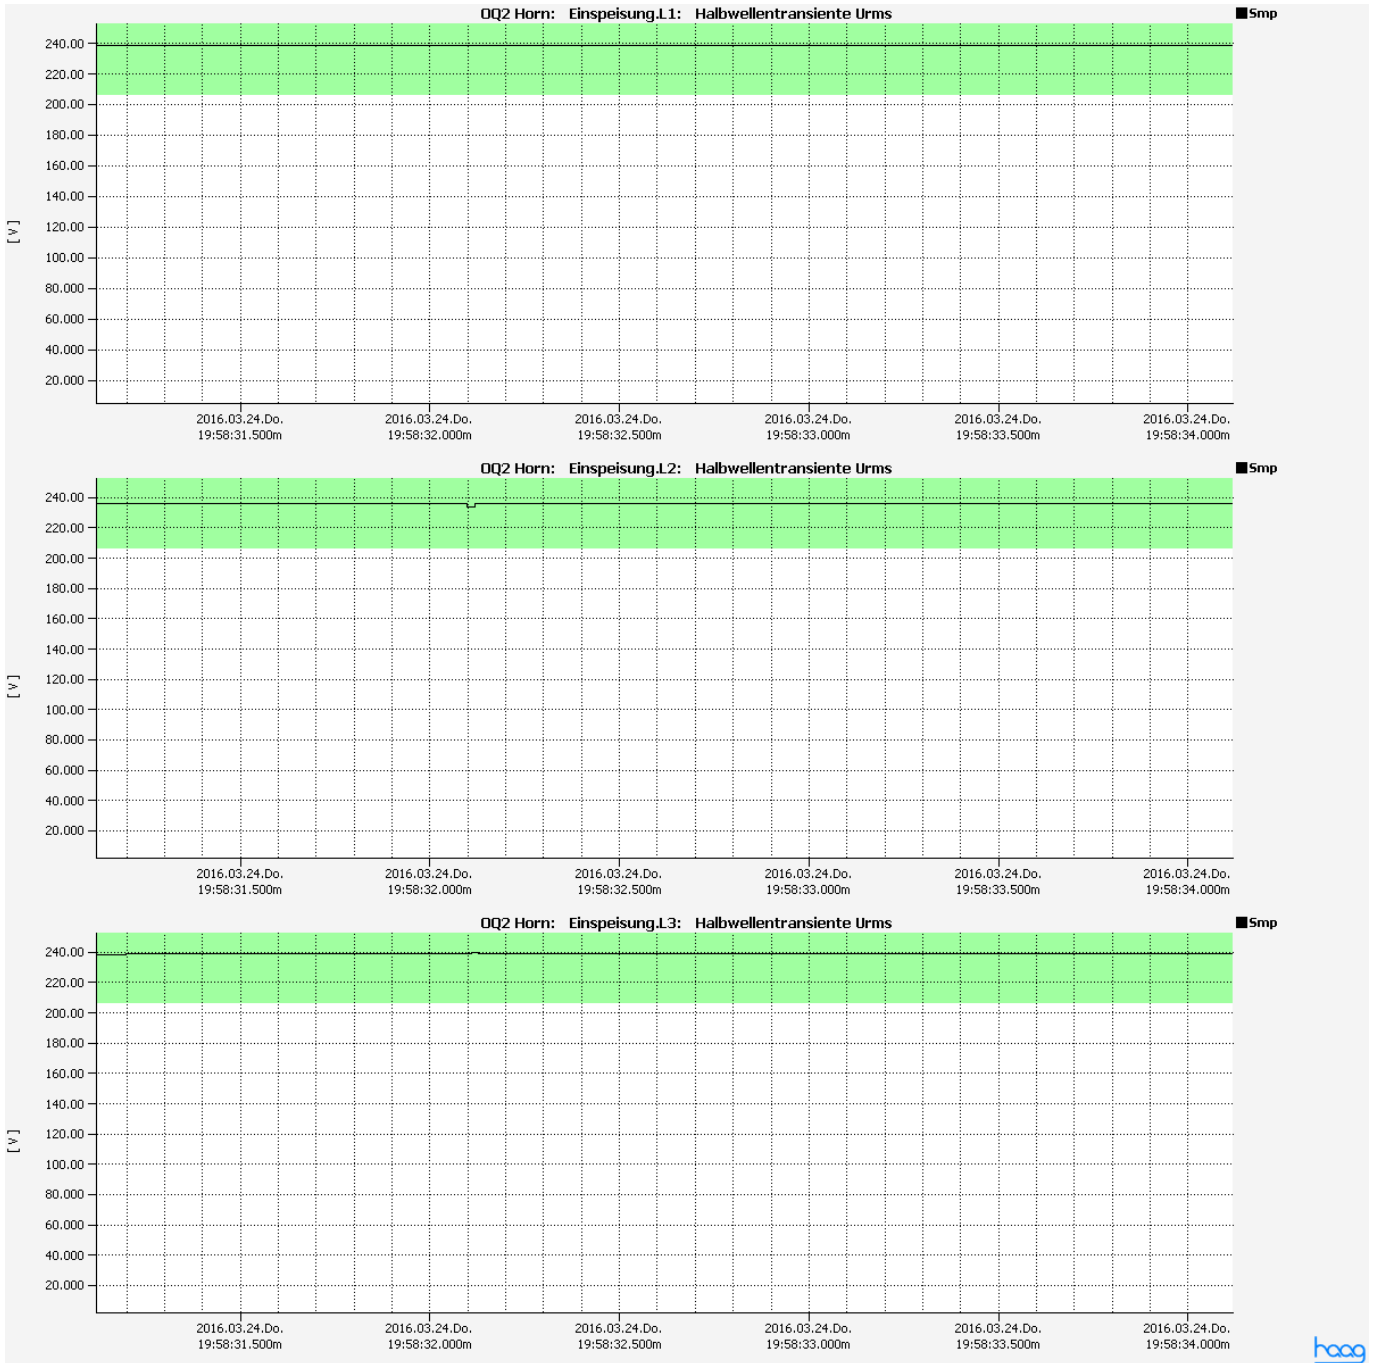 OQ2 Horn: Einspeisung.L1: Halbwellentransiente Urms
Smp
240.00
220.00
200.00
180.00
160.00
140.00
120.00
100.00
80.000
60.000
40.000
20.000
[ V ]
2016.03.24.Do. 2016.03.24.Do. 2016.03.24.Do. 2016.03.24.Do. 2016.03.24.Do. 2016.03.24.Do.
19:58:31.500m 19:58:32.000m 19:58:32.500m 19:58:33.000m 19:58:33.500m 19:58:34.000m
OQ2 Horn: Einspeisung.L2: Halbwellentransiente Urms
Smp
240.00
220.00
200.00
180.00
160.00
140.00
120.00
100.00
80.000
60.000
40.000
20.000
[ V ]
2016.03.24.Do. 2016.03.24.Do. 2016.03.24.Do. 2016.03.24.Do. 2016.03.24.Do. 2016.03.24.Do.
19:58:31.500m 19:58:32.000m 19:58:32.500m 19:58:33.000m 19:58:33.500m 19:58:34.000m
OQ2 Horn: Einspeisung.L3: Halbwellentransiente Urms
Smp
240.00
220.00
200.00
180.00
160.00
140.00
120.00
100.00
80.000
60.000
40.000
20.000
[ V ]
2016.03.24.Do. 2016.03.24.Do. 2016.03.24.Do. 2016.03.24.Do. 2016.03.24.Do. 2016.03.24.Do.
19:58:31.500m 19:58:32.000m 19:58:32.500m 19:58:33.000m 19:58:33.500m 19:58:34.000m
haag